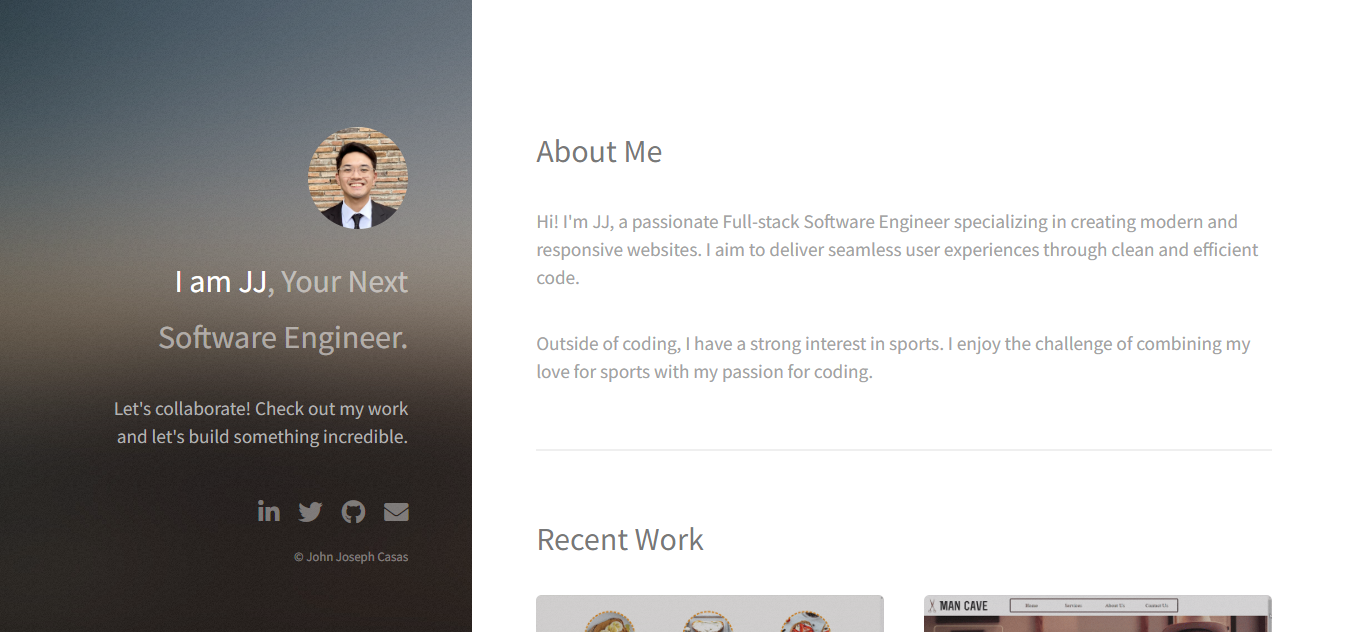 I am JJ, Your Next
Software Engineer.
Let's collaborate! Check out my work
and let's build something incredible.
© John Joseph Casas
About Me
Hi! I'm JJ, a passionate Full-stack Software Engineer specializing in creating modern and
responsive websites. I aim to deliver seamless user experiences through clean and efficient
code.
Outside of coding, I have a strong interest in sports. I enjoy the challenge of combining my
love for sports with my passion for coding.
Recent Work
MAN CAVE
Home Services About Us Contact Us